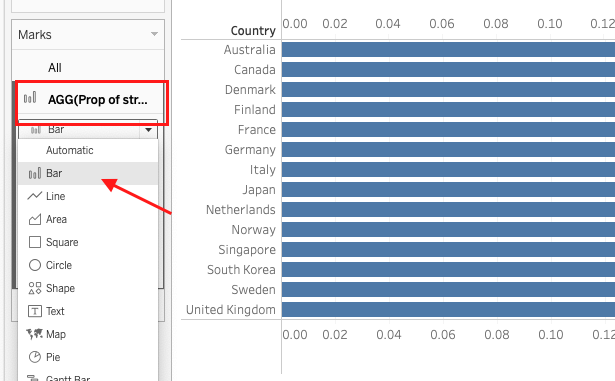 Marks
All
AGG(Prop of str...
Bar
Automatic
Bar
Line
Area
Square
Circle
Shape
Text
Map
Pie
Gantt Bar
Country
0.00 0.02 0.04 0.06 0.08 0.10 0.12
Australia
Canada
Denmark
Finland
France
Germany
Italy
Japan
Netherlands
Norway
Singapore
South Korea
Sweden
United Kingdom
0.00 0.02 0.04 0.06 0.08 0.10 0.12